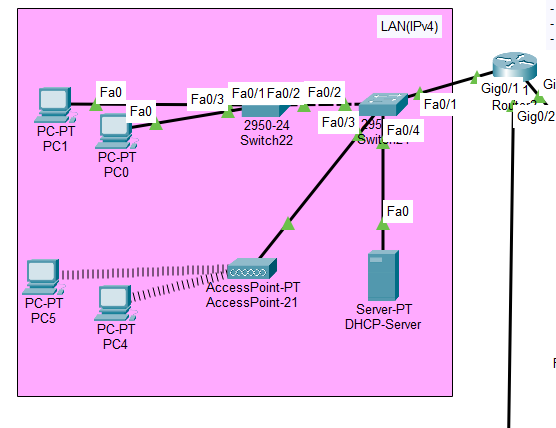 LAN(IPv4)
Fa0
PC-PT
PC1
Fa0
PC-PT
PC0
Fa0/3
Fa0/1
Fa0/2
2950-24
Switch22
Fa0/2
Fa0/3
Fa0/4
Fa0/1
Gig0/1
Gig0/2
Fa0
PC-PT
PC5
PC-PT
PC4
AccessPoint-PT
AccessPoint-21
Server-PT
DHCP-Server